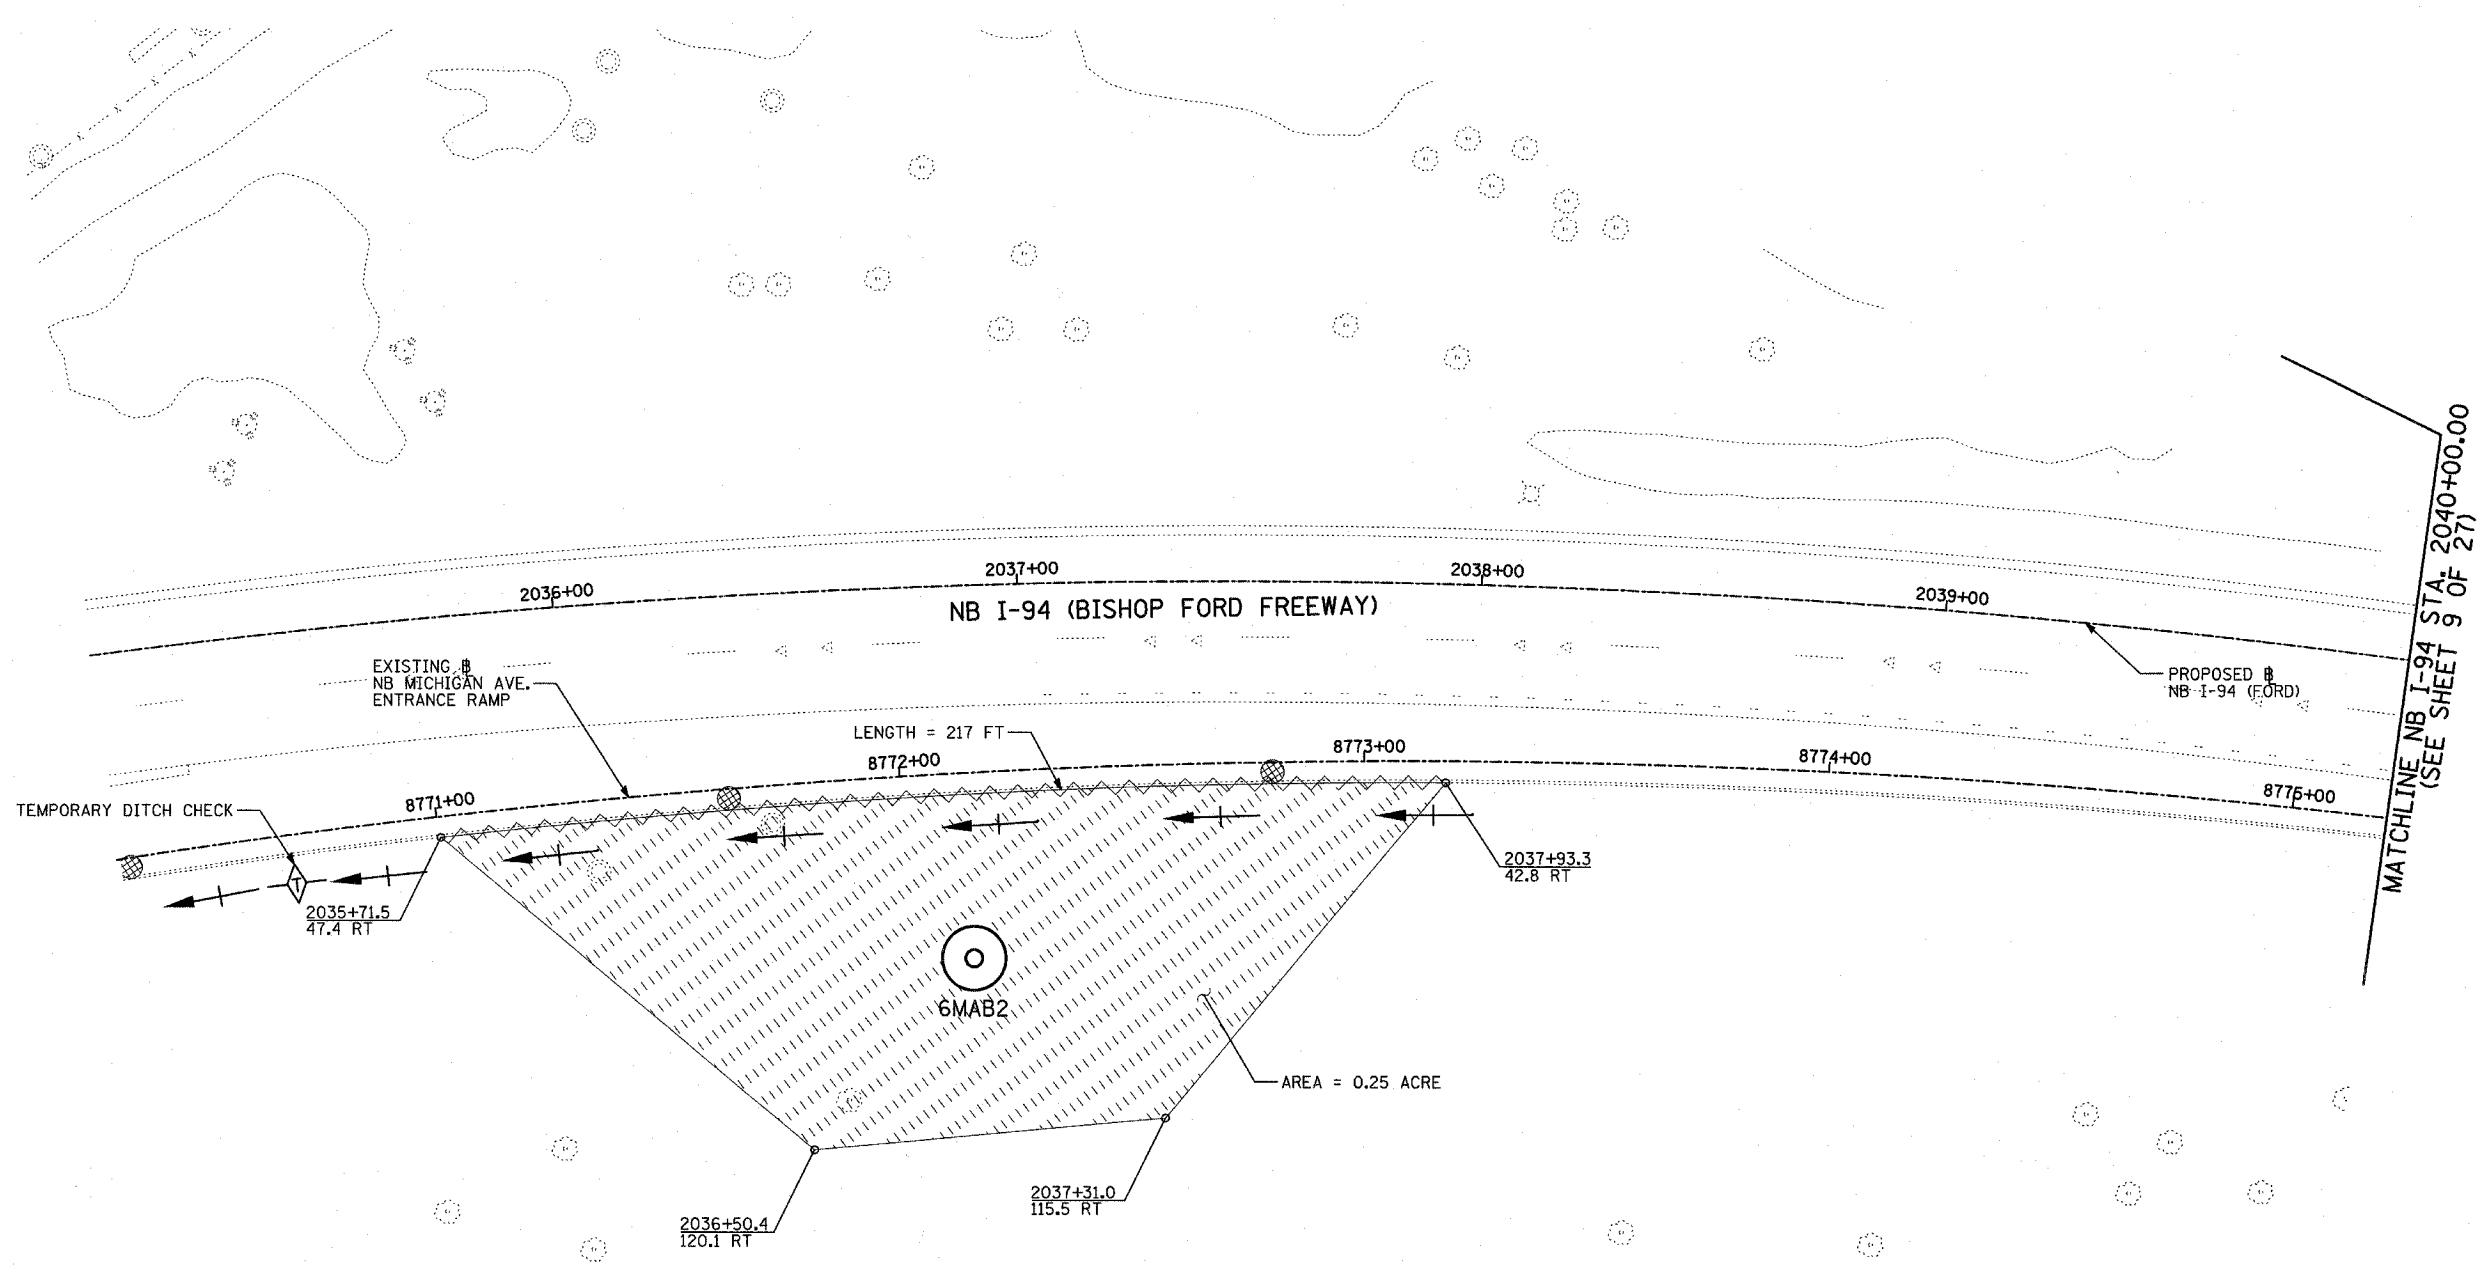 2036+00
2037+00
2038+00
2039+00
NB I-94 (BISHOP FORD FREEWAY)
EXISTING ⅊
NB MICHIGAN AVE.
ENTRANCE RAMP
PROPOSED ⅊
NB I-94 (FORD)
MATCHLINE NB I-94 STA. 2040+00.00
(SEE SHEET 9 OF 27)
LENGTH = 217 FT
8771+00
8772+00
8773+00
8774+00
8775+00
TEMPORARY DITCH CHECK
T
2035+71.5
47.4 RT
2037+93.3
42.8 RT
6MAB2
AREA = 0.25 ACRE
2037+31.0
115.5 RT
2036+50.4
120.1 RT